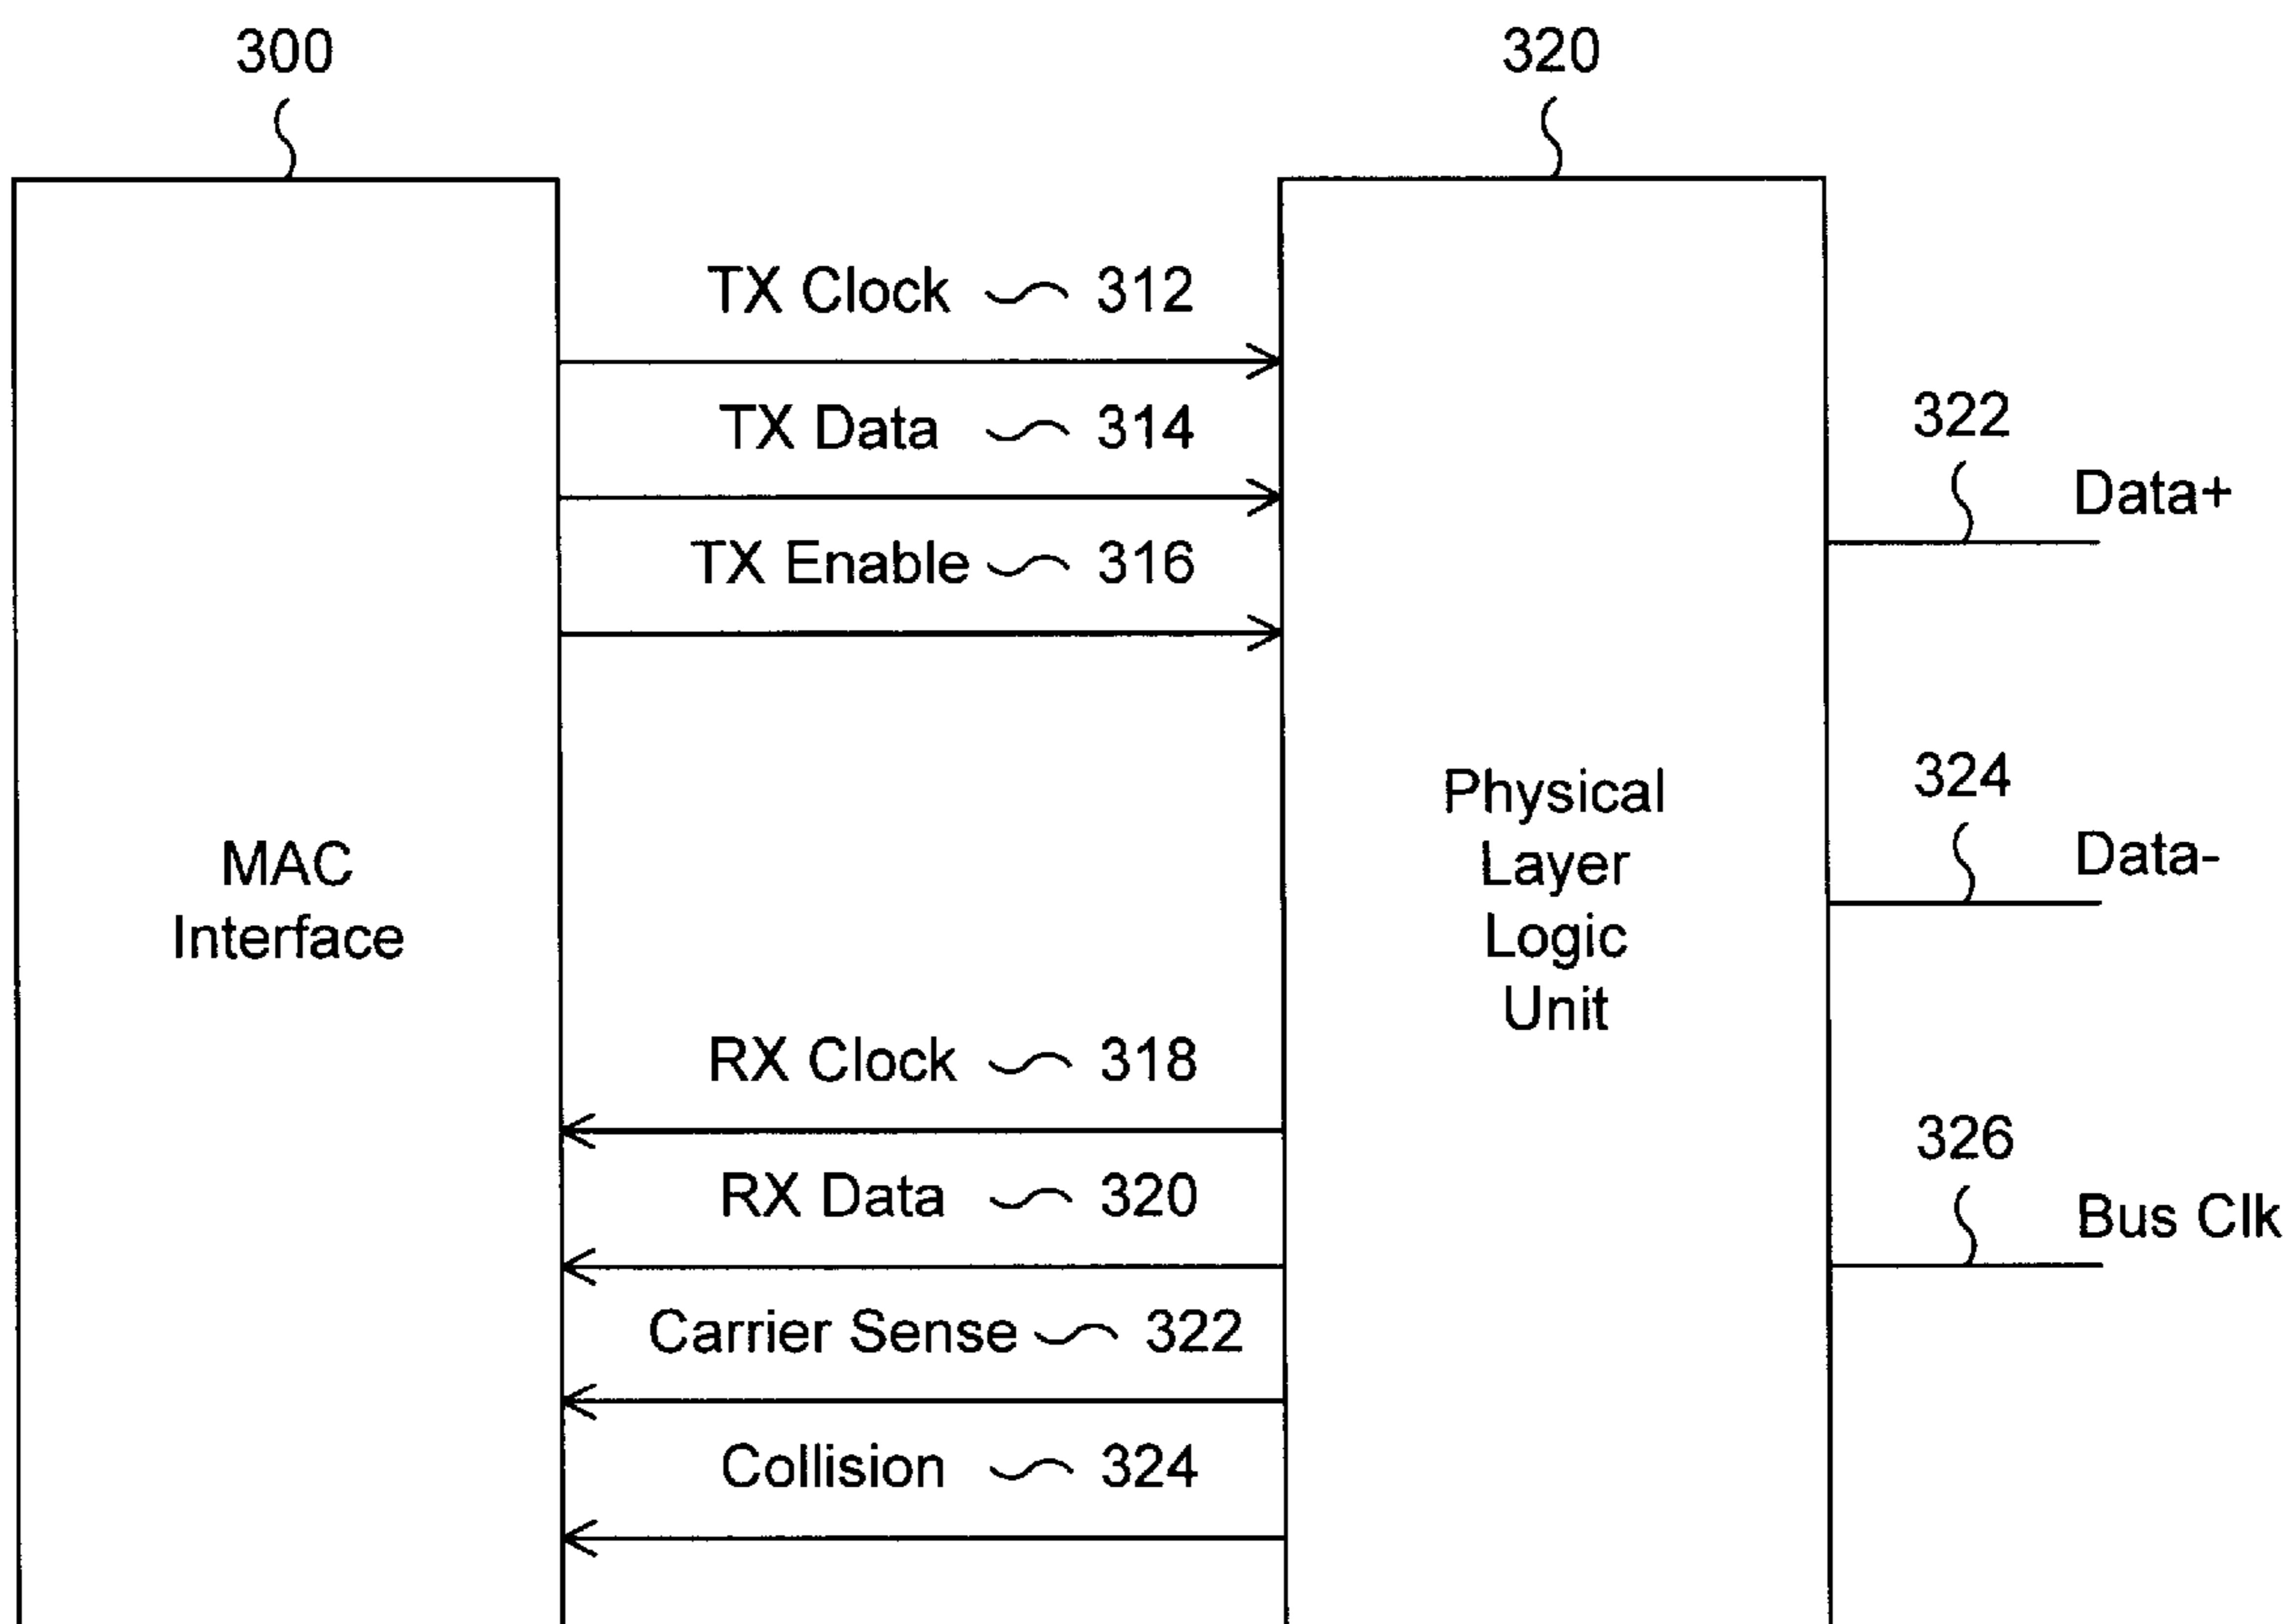 300
320
TX Clock 312
TX Data 314
TX Enable 316
322
Data+
MAC
Interface
Physical
Layer
Logic
Unit
324
Data-
RX Clock 318
RX Data 320
Carrier Sense 322
Collision 324
326
Bus Clk